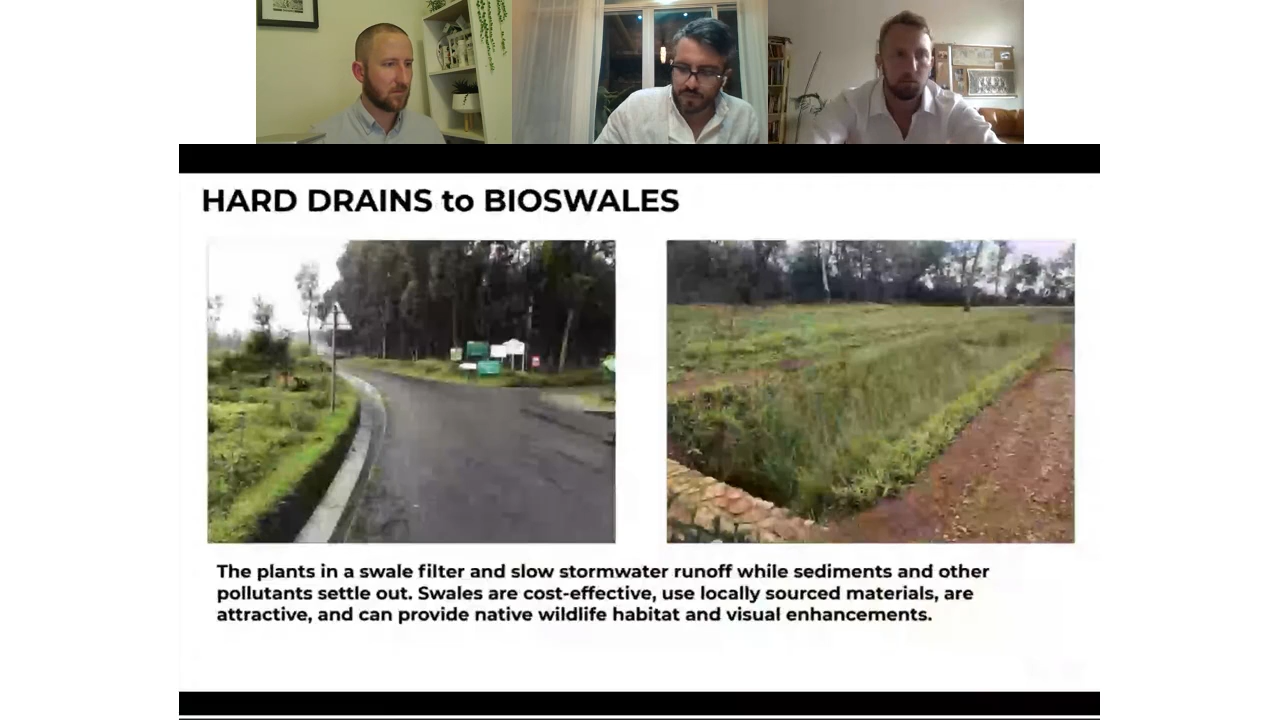 HARD DRAINS to BIOSWALES
The plants in a swale filter and slow stormwater runoff while sediments and other
pollutants settle out. Swales are cost-effective, use locally sourced materials, are
attractive, and can provide native wildlife habitat and visual enhancements.